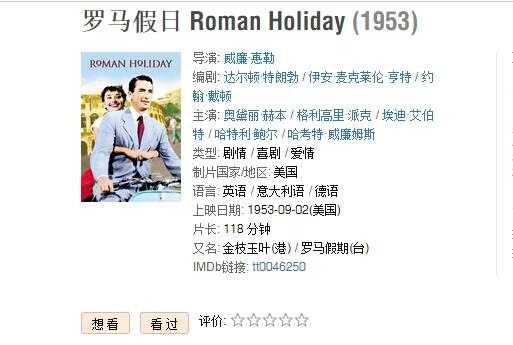 罗马假日 Roman Holiday (1953)
ROMAN HOLIDAY
导演: 威廉·惠勒
编剧: 达尔顿·特朗勃 / 伊安·麦克莱伦·亨特 / 约
翰·戴顿
主演: 奥黛丽·赫本 / 格利高里·派克 / 埃迪·艾伯
特 / 哈特利·鲍尔 / 哈考特·威廉姆斯
类型: 剧情 / 喜剧 / 爱情
制片国家/地区: 美国
语言: 英语 / 意大利语 / 德语
上映日期: 1953-09-02(美国)
片长: 118 分钟
又名: 金枝玉叶(港) / 罗马假期(台)
IMDb链接: tt0046250
想看 看过 评价: